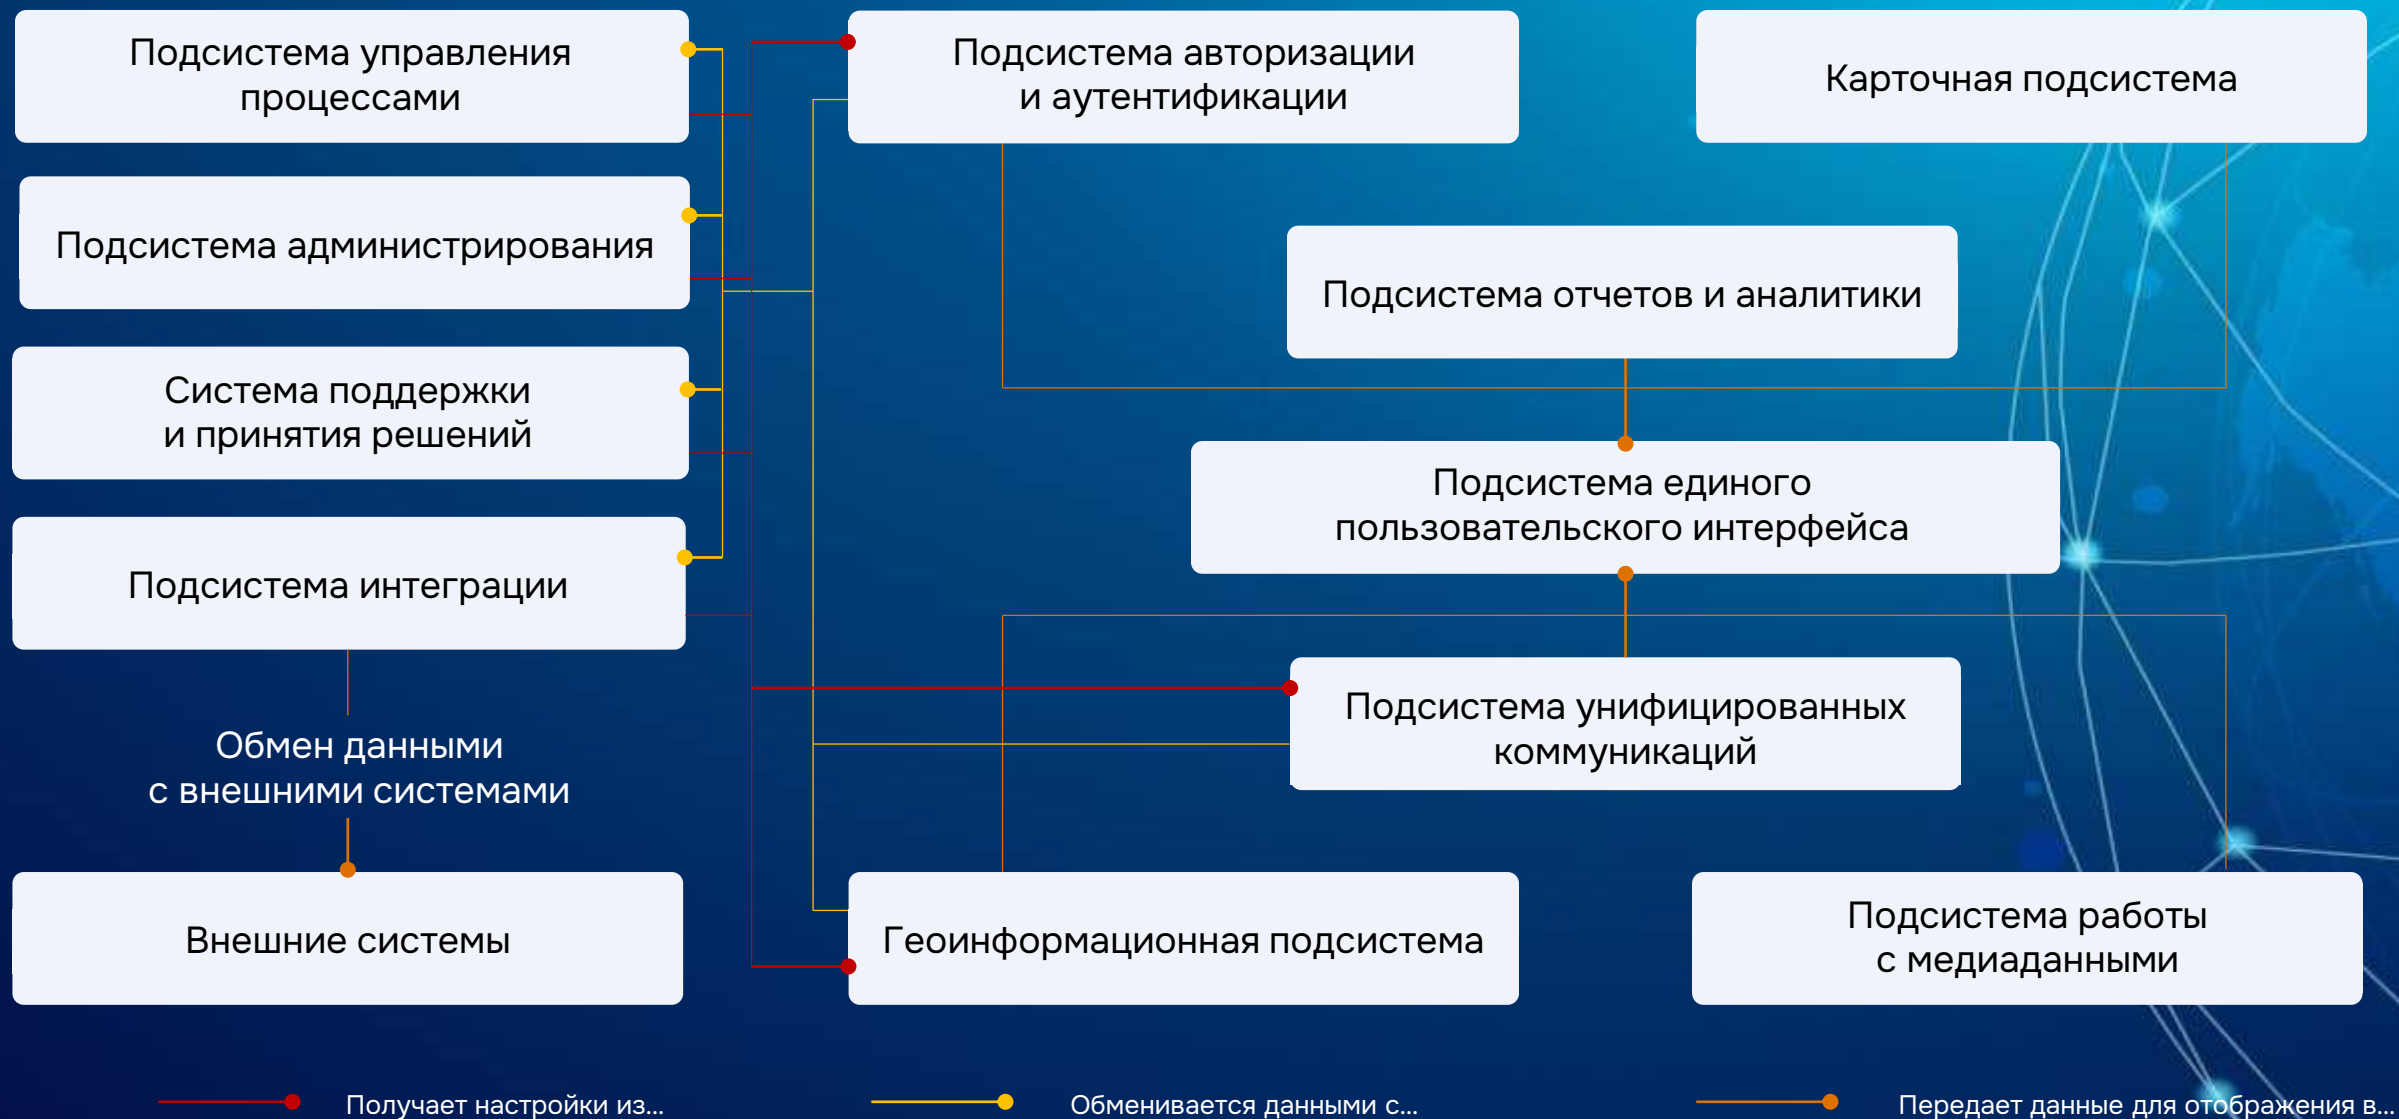 Подсистема управления
процессами
Подсистема авторизации
и аутентификации
Карточная подсистема
Подсистема администрирования
Подсистема отчетов и аналитики
Система поддержки
и принятия решений
Подсистема единого
пользовательского интерфейса
Подсистема интеграции
Подсистема унифицированных
коммуникаций
Обмен данными
с внешними системами
Внешние системы
Геоинформационная подсистема
Подсистема работы
с медиаданными
Получает настройки из...
Обменивается данными с...
Передает данные для отображения в...